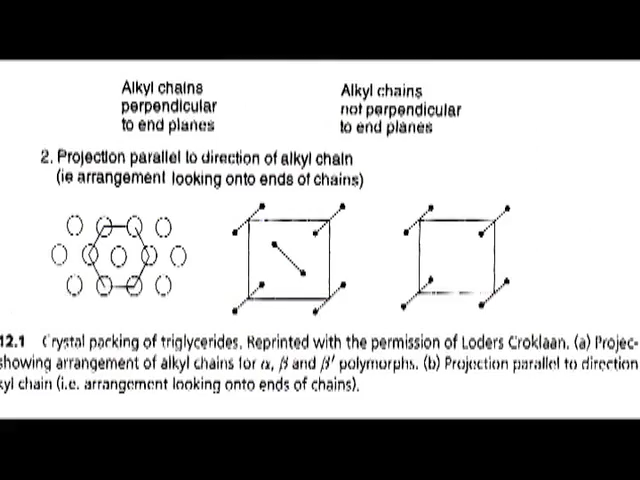 Alkyl chains
perpendicular
to end planes
Alkyl chains
not perpendicular
to end planes
2. Projection parallel to direction of alkyl chain
(ie arrangement looking onto ends of chains)
12.1 Crystal packing of triglycerides. Reprinted with the permission of Loders Croklaan. (a) Projec-
showing arrangement of alkyl chains for α, β and β′ polymorphs. (b) Projection parallel to direction
kyl chain (i.e. arrangement looking onto ends of chains).